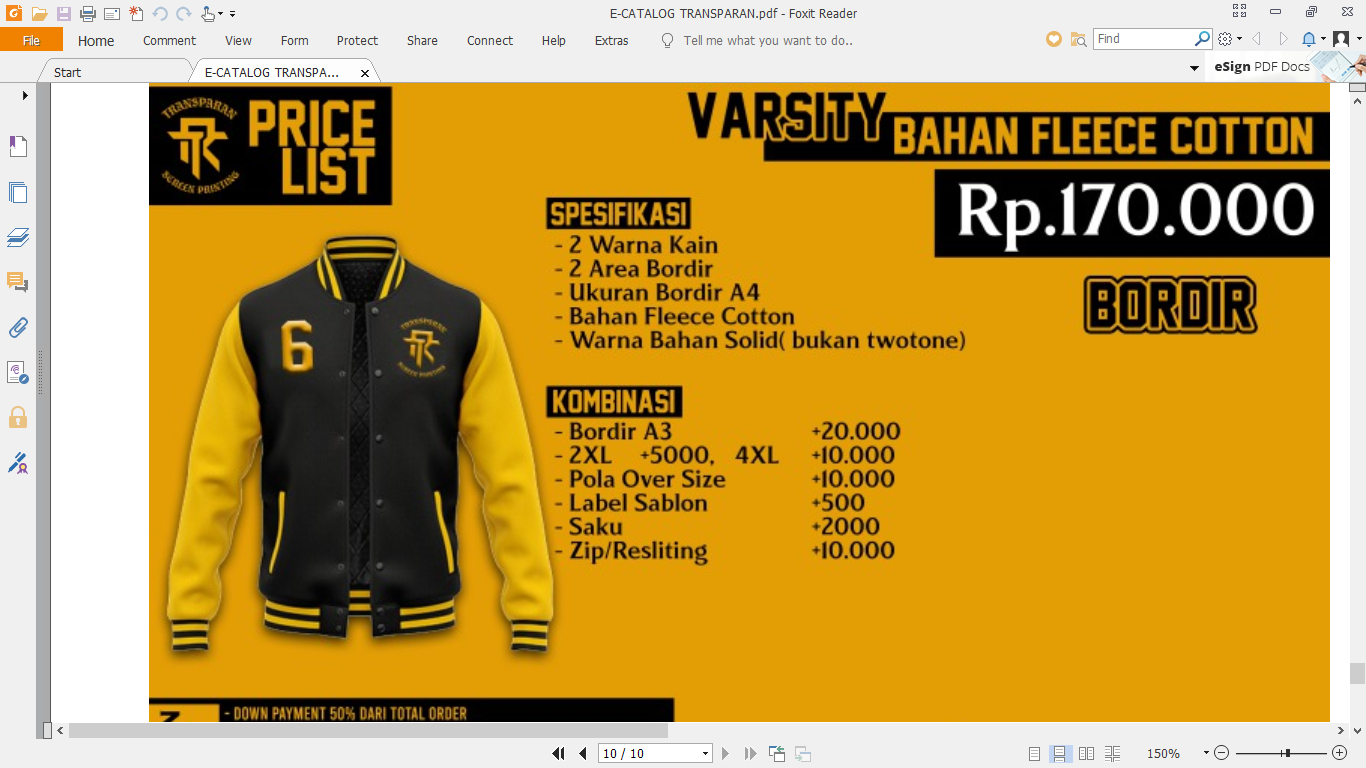 E-CATALOG TRANSPARAN.pdf - Foxit Reader
File Home Comment View Form Protect Share Connect Help Extras Tell me what you want to do.. Find
Start E-CATALOG TRANSPA... eSign PDF Docs
TRANSPARAN
SCREEN PRINTING
PRICE
LIST
VARSITY
BAHAN FLEECE COTTON
Rp.170.000
BORDIR
SPESIFIKASI
- 2 Warna Kain
- 2 Area Bordir
- Ukuran Bordir A4
- Bahan Fleece Cotton
- Warna Bahan Solid( bukan twotone)
6
TRANSPARAN
SCREEN PRINTING
KOMBINASI
- Bordir A3 +20.000
- 2XL +5000, 4XL +10.000
- Pola Over Size +10.000
- Label Sablon +500
- Saku +2000
- Zip/Resliting +10.000
- DOWN PAYMENT 50% DARI TOTAL ORDER
10 / 10
150%